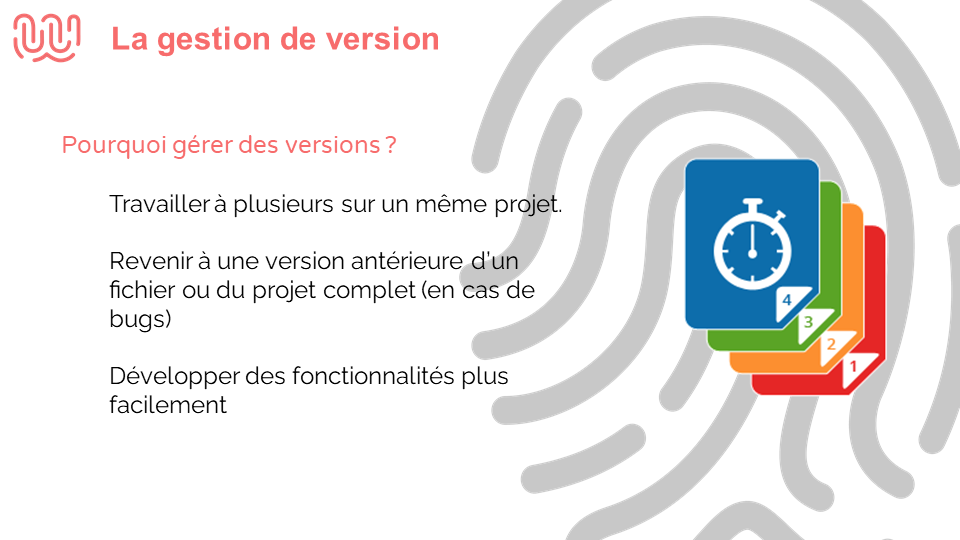 La gestion de version
Pourquoi gérer des versions ?
Travailler à plusieurs sur un même projet.
Revenir à une version antérieure d'un
fichier ou du projet complet (en cas de
bugs)
Développer des fonctionnalités plus
facilement
4
3
2
1